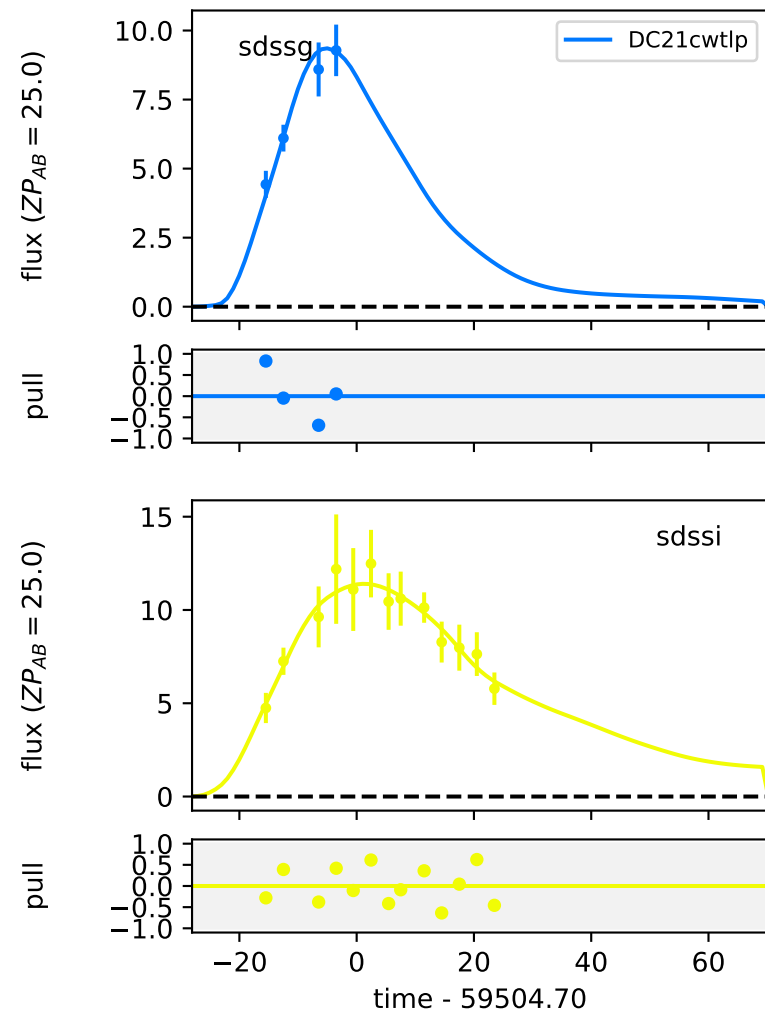 10.0
7.5
5.0
2.5
0.0
flux (ZP_AB = 25.0)
sdssg
DC21cwtlp
1.0
0.5
0.0
−0.5
−1.0
pull
15
10
5
0
flux (ZP_AB = 25.0)
sdssi
1.0
0.5
0.0
−0.5
−1.0
pull
−20 0 20 40 60
time - 59504.70